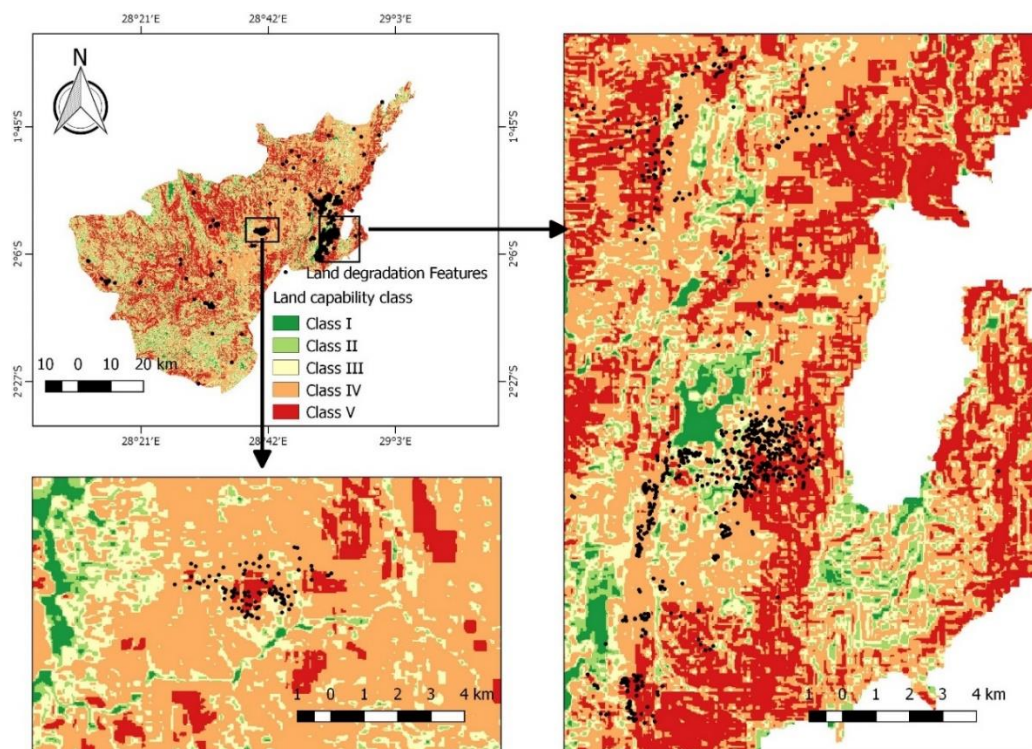 28°21'E 28°42'E 29°3'E
N
1°45'S 1°45'S
2°6'S 2°6'S
2°27'S 2°27'S
Land degradation Features
Land capability class
Class I
Class II
Class III
Class IV
Class V
10 0 10 20 km
28°21'E 28°42'E 29°3'E
1 0 1 2 3 4 km
1 0 1 2 3 4 km